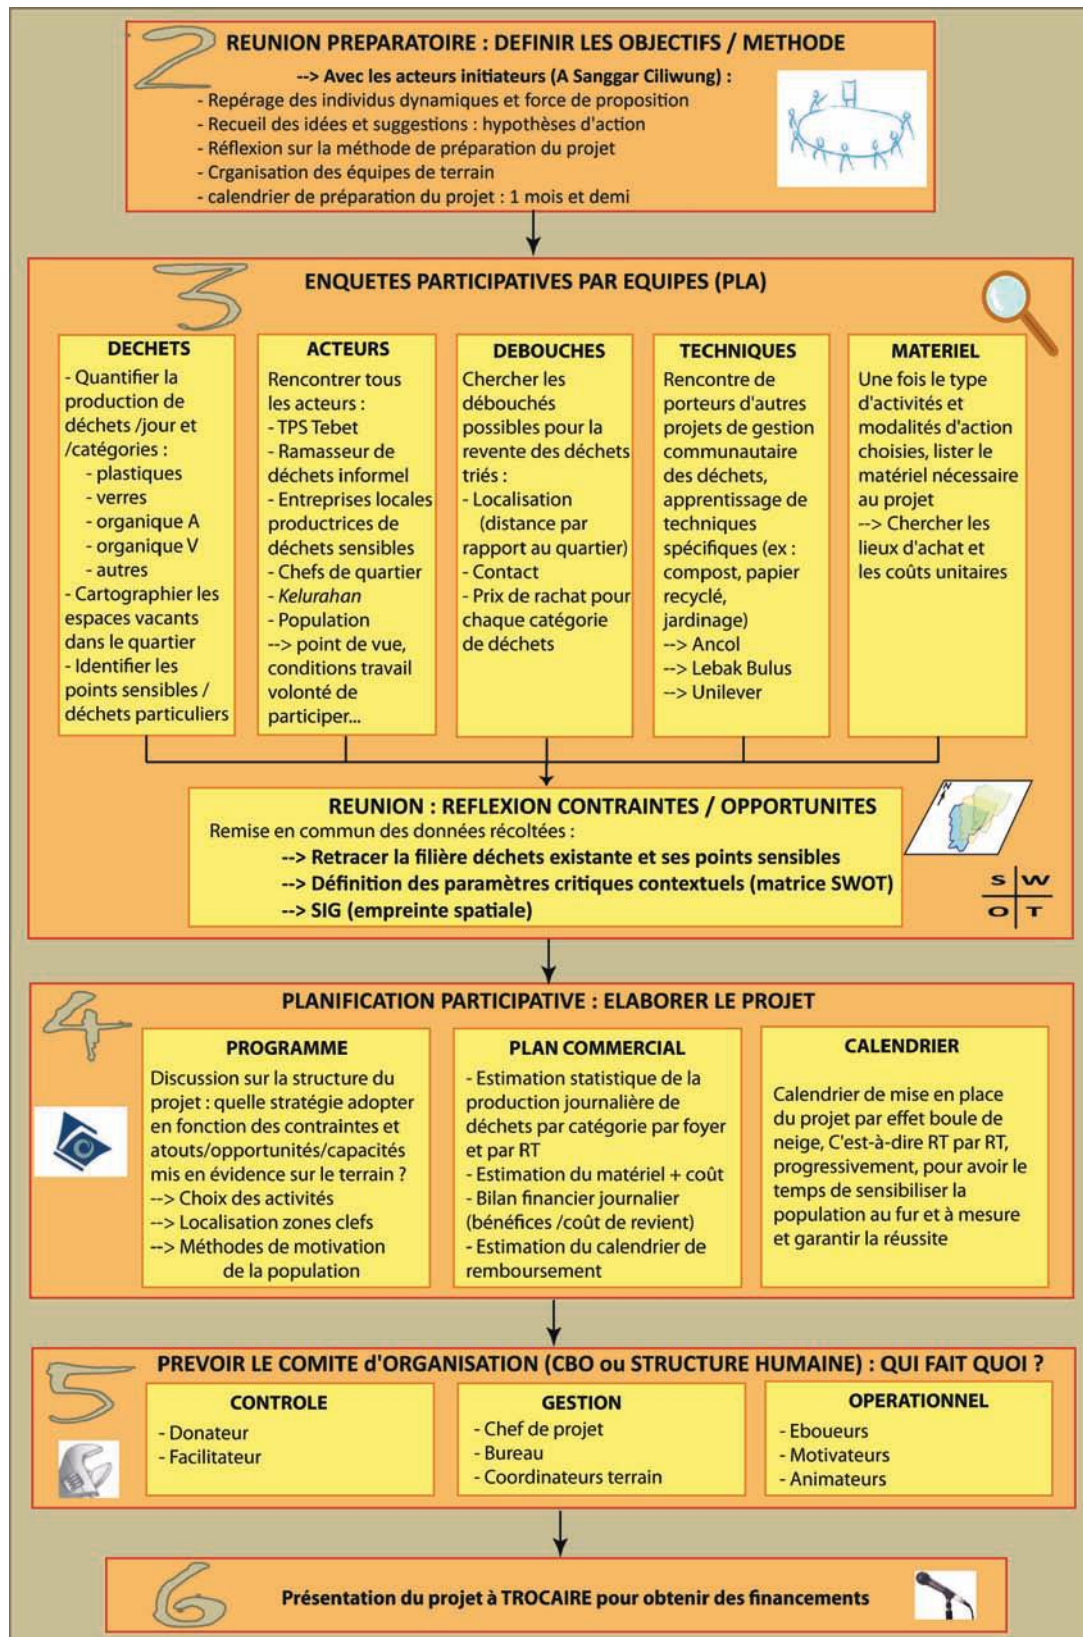 2
REUNION PREPARATOIRE : DEFINIR LES OBJECTIFS / METHODE
--> Avec les acteurs initiateurs (A Sanggar Ciliwung) :
- Repérage des individus dynamiques et force de proposition
- Recueil des idées et suggestions : hypothèses d'action
- Réflexion sur la méthode de préparation du projet
- Crganisation des équipes de terrain
- calendrier de préparation du projet : 1 mois et demi
3
ENQUETES PARTICIPATIVES PAR EQUIPES (PLA)
DECHETS
- Quantifier la
production de
déchets /jour et
/catégories :
- plastiques
- verres
- organique A
- organique V
- autres
- Cartographier les
espaces vacants
dans le quartier
- Identifier les
points sensibles /
déchets particuliers
ACTEURS
Rencontrer tous
les acteurs :
- TPS Tebet
- Ramasseur de
déchets informel
- Entreprises locales
productrices de
déchets sensibles
- Chefs de quartier
- Kelurahan
- Population
--> point de vue,
conditions travail
volonté de
participer...
DEBOUCHES
Chercher les
débouchés
possibles pour la
revente des déchets
triés :
- Localisation
(distance par
rapport au quartier)
- Contact
- Prix de rachat pour
chaque catégorie
de déchets
TECHNIQUES
Rencontre de
porteurs d'autres
projets de gestion
communautaire
des déchets,
apprentissage de
techniques
spécifiques (ex :
compost, papier
recyclé,
jardinage)
--> Ancol
--> Lebak Bulus
--> Unilever
MATERIEL
Une fois le type
d'activités et
modalités d'action
choisies, lister le
matériel nécessaire
au projet
--> Chercher les
lieux d'achat et
les coûts unitaires
REUNION : REFLEXION CONTRAINTES / OPPORTUNITES
Remise en commun des données récoltées :
--> Retracer la filière déchets existante et ses points sensibles
--> Définition des paramètres critiques contextuels (matrice SWOT)
--> SIG (empreinte spatiale)
N
S W
O T
4
PLANIFICATION PARTICIPATIVE : ELABORER LE PROJET
PROGRAMME
Discussion sur la structure du
projet : quelle stratégie adopter
en fonction des contraintes et
atouts/opportunités/capacités
mis en évidence sur le terrain ?
--> Choix des activités
--> Localisation zones clefs
--> Méthodes de motivation
de la population
PLAN COMMERCIAL
- Estimation statistique de la
production journalière de
déchets par catégorie par foyer
et par RT
- Estimation du matériel + coût
- Bilan financier journalier
(bénéfices /coût de revient)
- Estimation du calendrier de
remboursement
CALENDRIER
Calendrier de mise en place
du projet par effet boule de
neige, C'est-à-dire RT par RT,
progressivement, pour avoir le
temps de sensibiliser la
population au fur et à mesure
et garantir la réussite
5
PREVOIR LE COMITE d'ORGANISATION (CBO ou STRUCTURE HUMAINE) : QUI FAIT QUOI ?
CONTROLE
- Donateur
- Facilitateur
GESTION
- Chef de projet
- Bureau
- Coordinateurs terrain
OPERATIONNEL
- Eboueurs
- Motivateurs
- Animateurs
6
Présentation du projet à TROCAIRE pour obtenir des financements